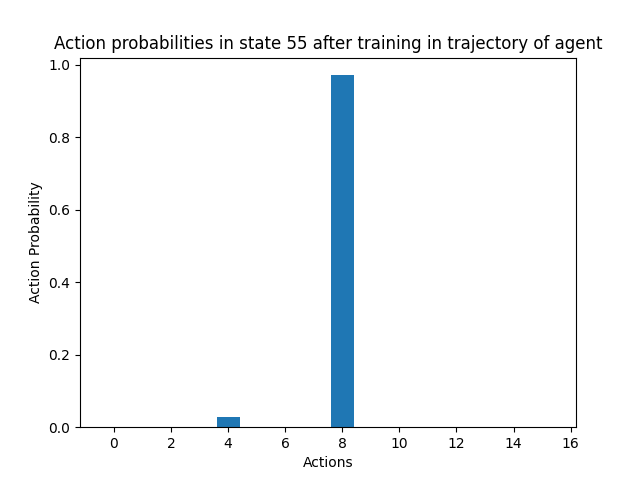 Action probabilities in state 55 after training in trajectory of agent
1.0
0.8
0.6
0.4
0.2
0.0
Action Probability
0 2 4 6 8 10 12 14 16
Actions